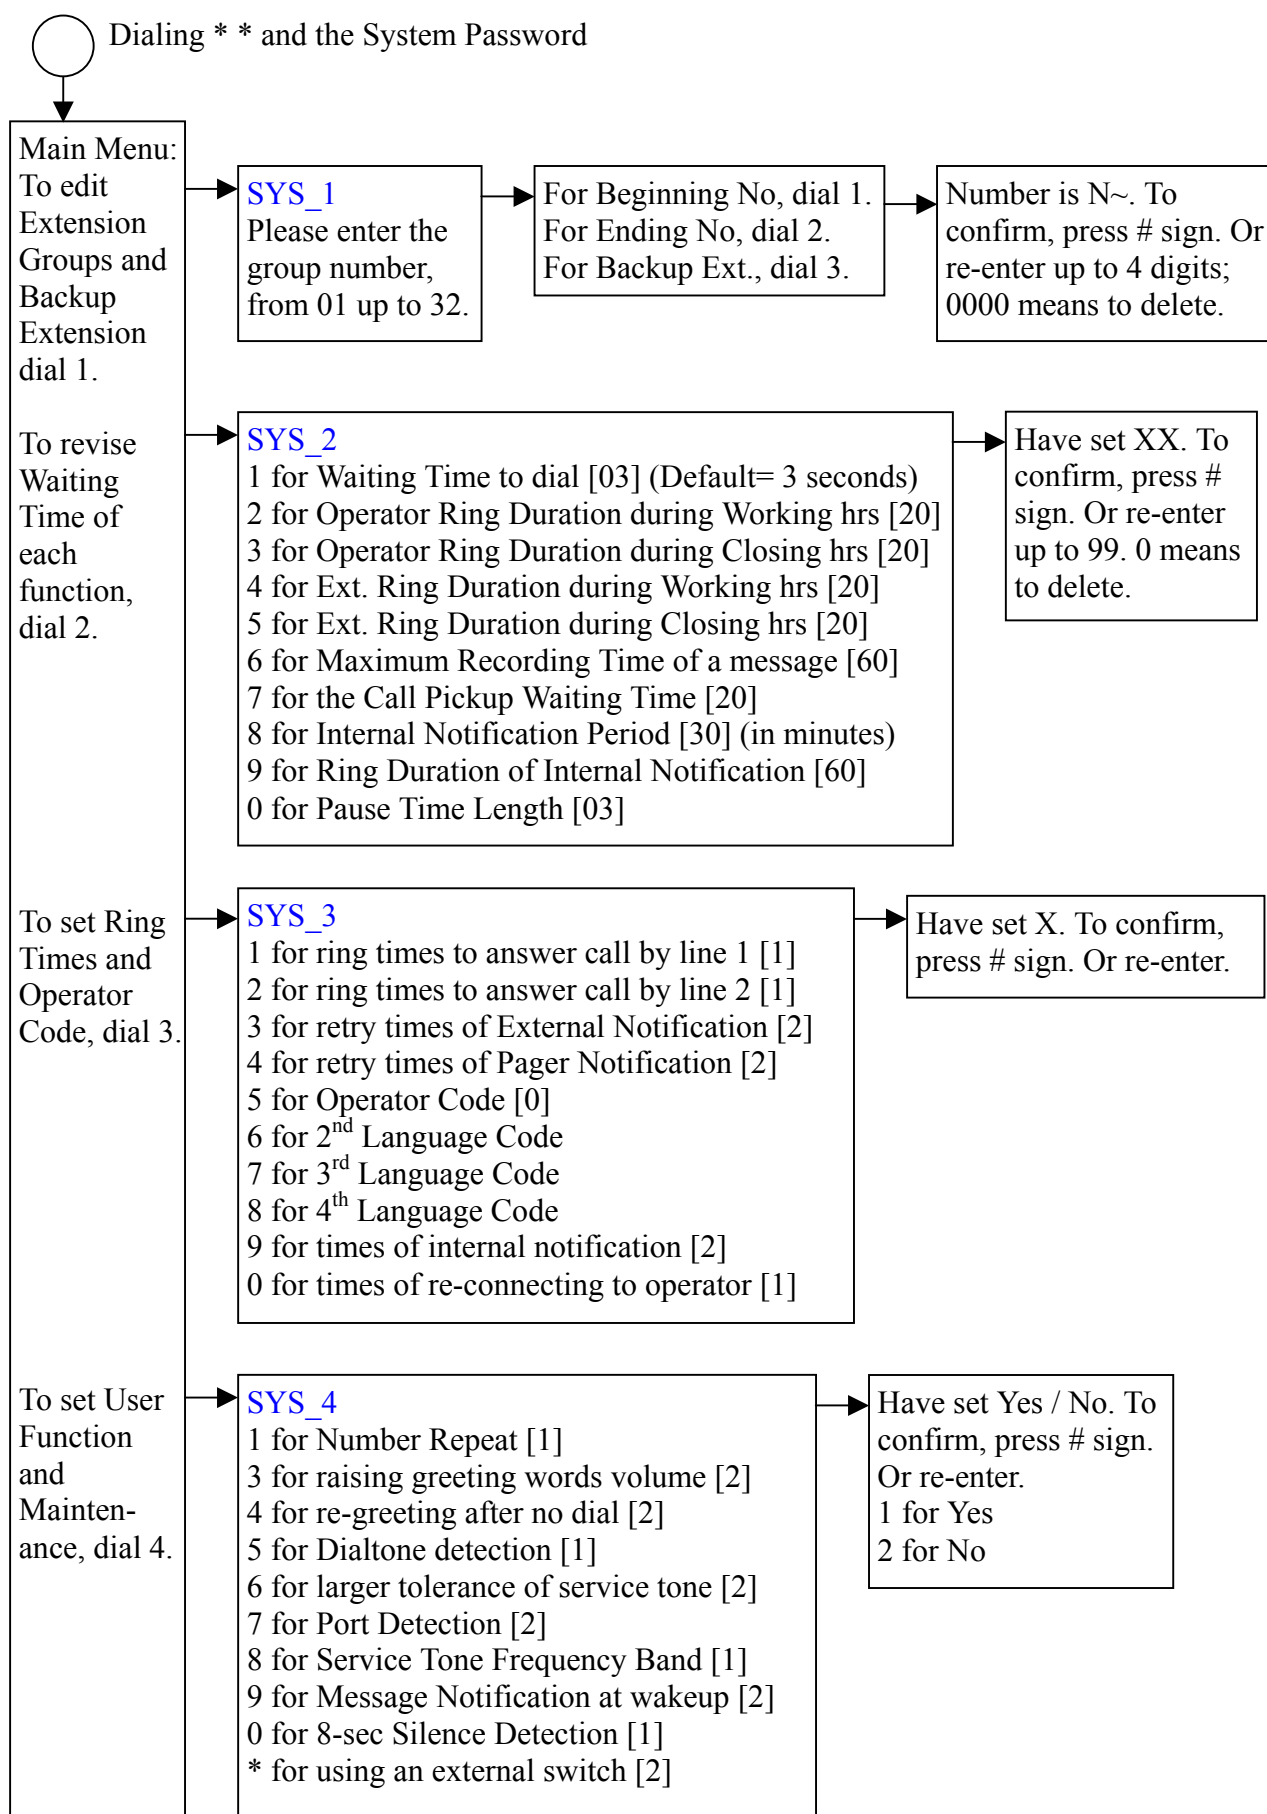 Dialing * * and the System Password
Main Menu:
To edit
Extension
Groups and
Backup
Extension
dial 1.
SYS_1
Please enter the
group number,
from 01 up to 32.
For Beginning No, dial 1.
For Ending No, dial 2.
For Backup Ext., dial 3.
Number is N~. To
confirm, press # sign. Or
re-enter up to 4 digits;
0000 means to delete.
To revise
Waiting
Time of
each
function,
dial 2.
SYS_2
1 for Waiting Time to dial [03] (Default= 3 seconds)
2 for Operator Ring Duration during Working hrs [20]
3 for Operator Ring Duration during Closing hrs [20]
4 for Ext. Ring Duration during Working hrs [20]
5 for Ext. Ring Duration during Closing hrs [20]
6 for Maximum Recording Time of a message [60]
7 for the Call Pickup Waiting Time [20]
8 for Internal Notification Period [30] (in minutes)
9 for Ring Duration of Internal Notification [60]
0 for Pause Time Length [03]
Have set XX. To
confirm, press #
sign. Or re-enter
up to 99. 0 means
to delete.
To set Ring
Times and
Operator
Code, dial 3.
SYS_3
1 for ring times to answer call by line 1 [1]
2 for ring times to answer call by line 2 [1]
3 for retry times of External Notification [2]
4 for retry times of Pager Notification [2]
5 for Operator Code [0]
6 for 2nd Language Code
7 for 3rd Language Code
8 for 4th Language Code
9 for times of internal notification [2]
0 for times of re-connecting to operator [1]
Have set X. To confirm,
press # sign. Or re-enter.
To set User
Function
and
Mainten-
ance, dial 4.
SYS_4
1 for Number Repeat [1]
3 for raising greeting words volume [2]
4 for re-greeting after no dial [2]
5 for Dialtone detection [1]
6 for larger tolerance of service tone [2]
7 for Port Detection [2]
8 for Service Tone Frequency Band [1]
9 for Message Notification at wakeup [2]
0 for 8-sec Silence Detection [1]
* for using an external switch [2]
Have set Yes / No. To
confirm, press # sign.
Or re-enter.
1 for Yes
2 for No